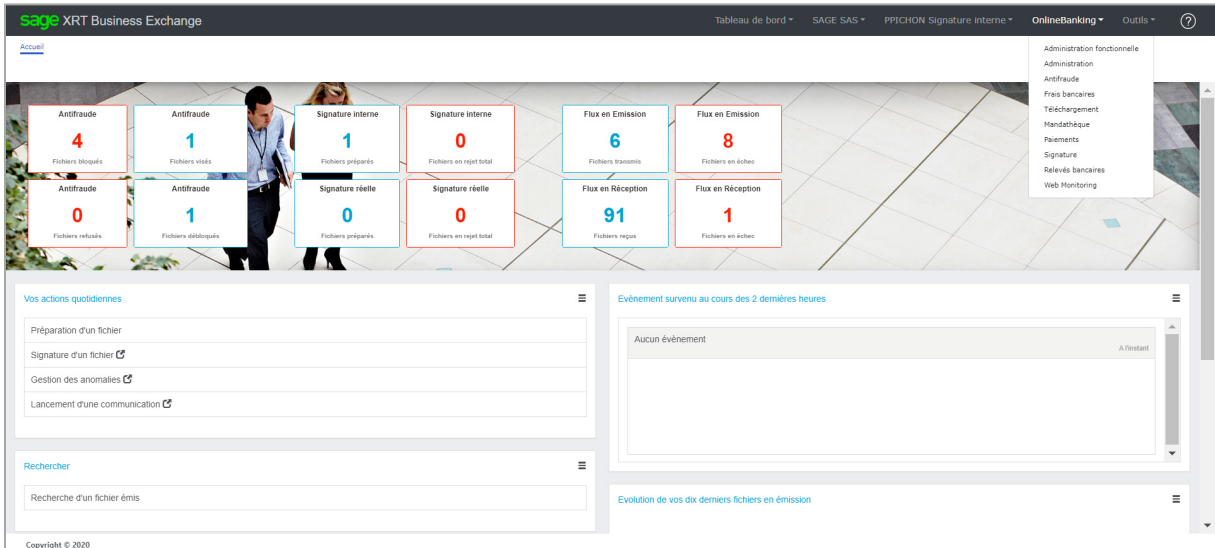 sage XRT Business Exchange
Tableau de bord SAGE SAS PPICHON Signature interne OnlineBanking Outils ?
Accueil
Administration fonctionnelle
Administration
Antifraude
Frais bancaires
Téléchargement
Mandathèque
Paiements
Signature
Relevés bancaires
Web Monitoring
Antifraude
4
Fichiers bloqués
Antifraude
1
Fichiers visés
Signature interne
1
Fichiers préparés
Signature interne
0
Fichiers en rejet total
Flux en Emission
6
Fichiers transmis
Flux en Emission
8
Fichiers en échec
Antifraude
0
Fichiers refusés
Antifraude
1
Fichiers débloqués
Signature réelle
0
Fichiers préparés
Signature réelle
0
Fichiers en rejet total
Flux en Réception
91
Fichiers reçus
Flux en Réception
1
Fichiers en échec
Vos actions quotidiennes
Préparation d'un fichier
Signature d'un fichier
Gestion des anomalies
Lancement d'une communication
Rechercher
Recherche d'un fichier émis
Evènement survenu au cours des 2 dernières heures
Aucun évènement
A l'instant
Evolution de vos dix derniers fichiers en émission
Copyright © 2020